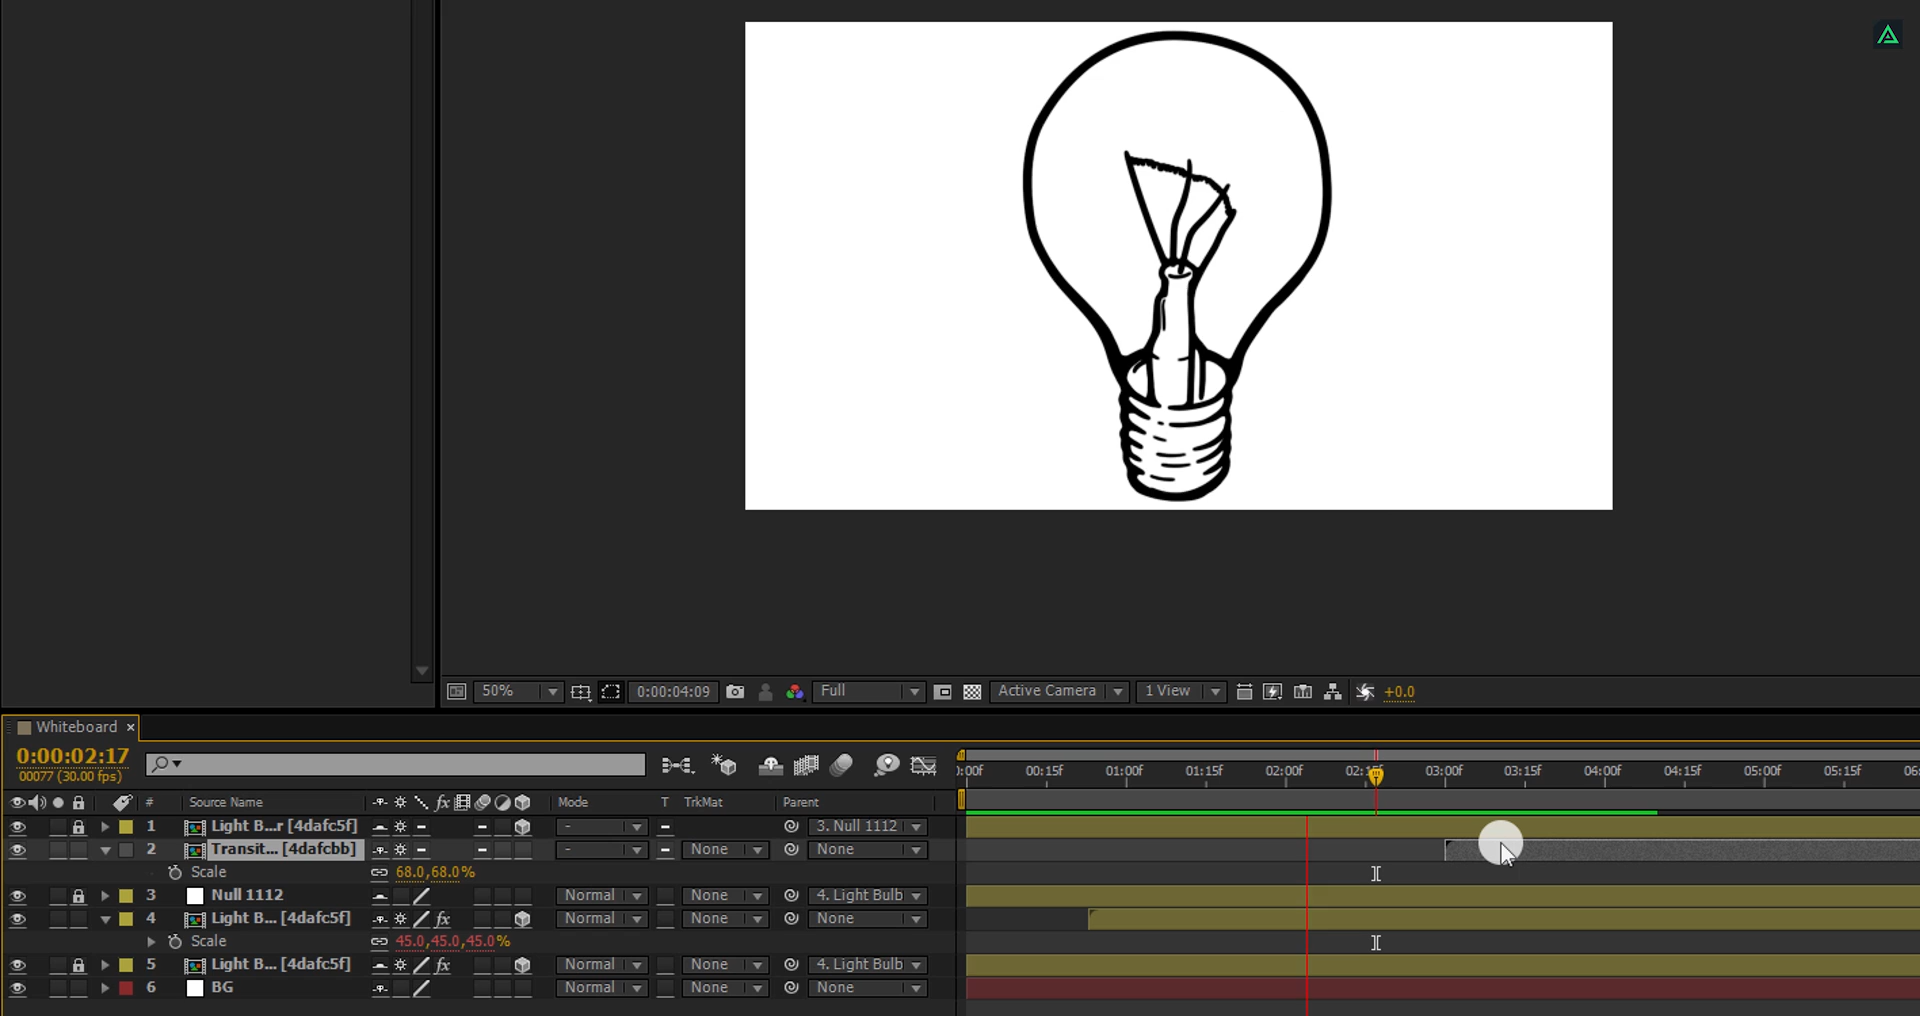 50%
0:00:04:09
Full
Active Camera
1 View
+0.0
Whiteboard ×
0:00:02:17
00077 (30.00 fps)
):00f 00:15f 01:00f 01:15f 02:00f 02:15f 03:00f 03:15f 04:00f 04:15f 05:00f 05:15f 06:
# Source Name fx Mode T TrkMat Parent
1 Light B...r [4dafc5f] - 3. Null 1112
2 Transit... [4dafcbb] - None None
Scale 68.0,68.0%
3 Null 1112 Normal None 4. Light Bulb
4 Light B... [4dafc5f] fx Normal None None
Scale 45.0,45.0,45.0%
5 Light B... [4dafc5f] fx Normal None 4. Light Bulb
6 BG Normal None None